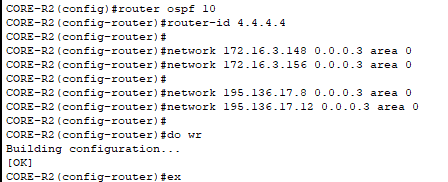 CORE-R2(config)#router ospf 10
CORE-R2(config-router)#router-id 4.4.4.4
CORE-R2(config-router)#
CORE-R2(config-router)#network 172.16.3.148 0.0.0.3 area 0
CORE-R2(config-router)#network 172.16.3.156 0.0.0.3 area 0
CORE-R2(config-router)#
CORE-R2(config-router)#network 195.136.17.8 0.0.0.3 area 0
CORE-R2(config-router)#network 195.136.17.12 0.0.0.3 area 0
CORE-R2(config-router)#
CORE-R2(config-router)#do wr
Building configuration...
[OK]
CORE-R2(config-router)#ex